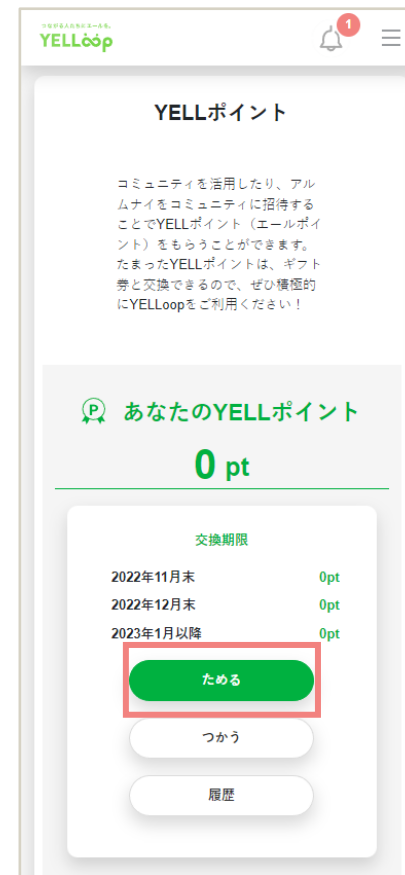 つながる人たちにエールを。
YELLoop
1
YELLポイント
コミュニティを活用したり、アル
ムナイをコミュニティに招待する
ことでYELLポイント（エールポイ
ント）をもらうことができます。
たまったYELLポイントは、ギフト
券と交換できるので、ぜひ積極的
にYELLoopをご利用ください！
P あなたのYELLポイント
0 pt
交換期限
2022年11月末 0pt
2022年12月末 0pt
2023年1月以降 0pt
ためる
つかう
履歴